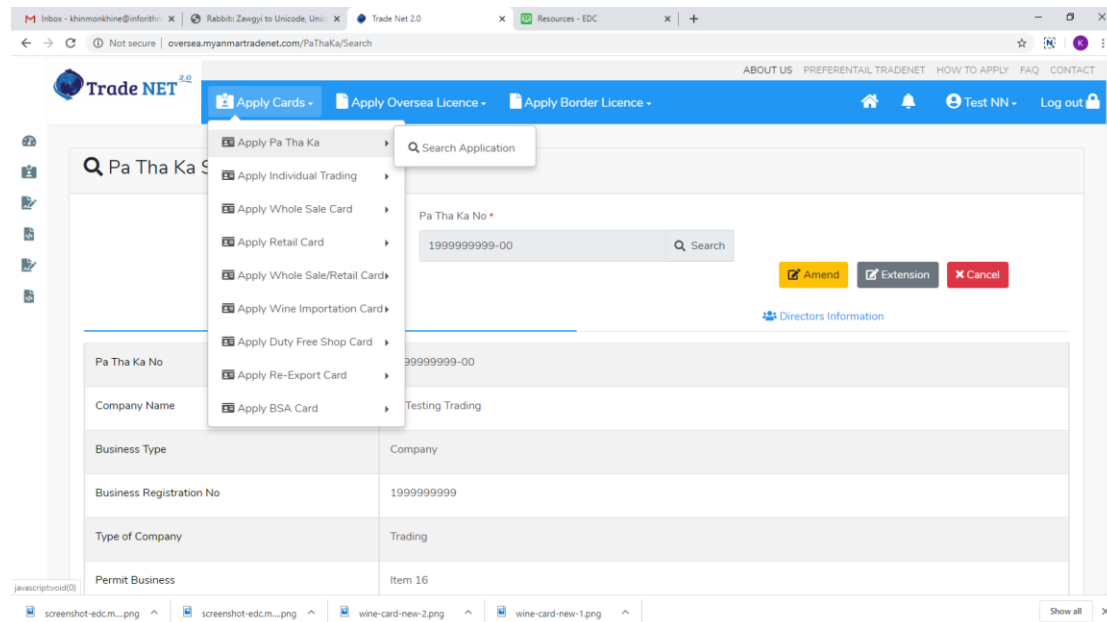 Inbox - khinmonkhine@inforithm
Rabbit:: Zawgyi to Unicode, Unic
Trade Net 2.0
Resources - EDC
Not secure | oversea.myanmartradenet.com/PaThaKa/Search
K
ABOUT US PREFERENTAIL TRADENET HOW TO APPLY FAQ CONTACT
Trade NET 2.0
Apply Cards
Apply Oversea Licence
Apply Border Licence
Test NN
Log out
Apply Pa Tha Ka
Search Application
Pa Tha Ka S
Apply Individual Trading
Apply Whole Sale Card
Pa Tha Ka No *
Apply Retail Card
1999999999-00
Search
Apply Whole Sale/Retail Card
Amend
Extension
Cancel
Apply Wine Importation Card
Directors Information
Apply Duty Free Shop Card
Pa Tha Ka No
99999999-00
Apply Re-Export Card
Company Name
Testing Trading
Apply BSA Card
Business Type
Company
Business Registration No
1999999999
Type of Company
Trading
Permit Business
Item 16
javascript:void(0)
screenshot-edc.m....png
screenshot-edc.m....png
wine-card-new-2.png
wine-card-new-1.png
Show all